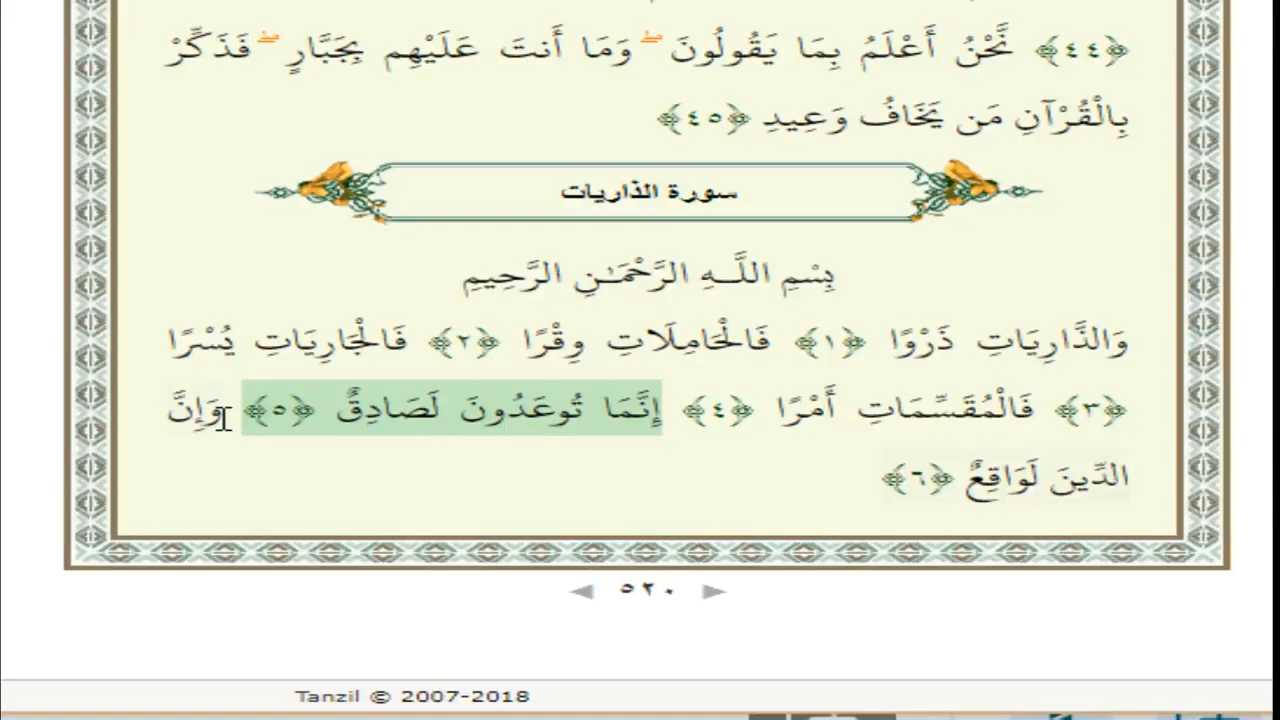 ﴿٤٤﴾ نَّحْنُ أَعْلَمُ بِمَا يَقُولُونَ ۖ وَمَا أَنتَ عَلَيْهِم بِجَبَّارٍ ۖ فَذَكِّرْ
بِالْقُرْآنِ مَن يَخَافُ وَعِيدِ ﴿٤٥﴾
سورة الذاريات
بِسْمِ اللَّـهِ الرَّحْمَـٰنِ الرَّحِيمِ
وَالذَّارِيَاتِ ذَرْوًا ﴿١﴾ فَالْحَامِلَاتِ وِقْرًا ﴿٢﴾ فَالْجَارِيَاتِ يُسْرًا
﴿٣﴾ فَالْمُقَسِّمَاتِ أَمْرًا ﴿٤﴾ إِنَّمَا تُوعَدُونَ لَصَادِقٌ ﴿٥﴾ وَإِنَّ
الدِّينَ لَوَاقِعٌ ﴿٦﴾
٥٢٠
Tanzil © 2007-2018